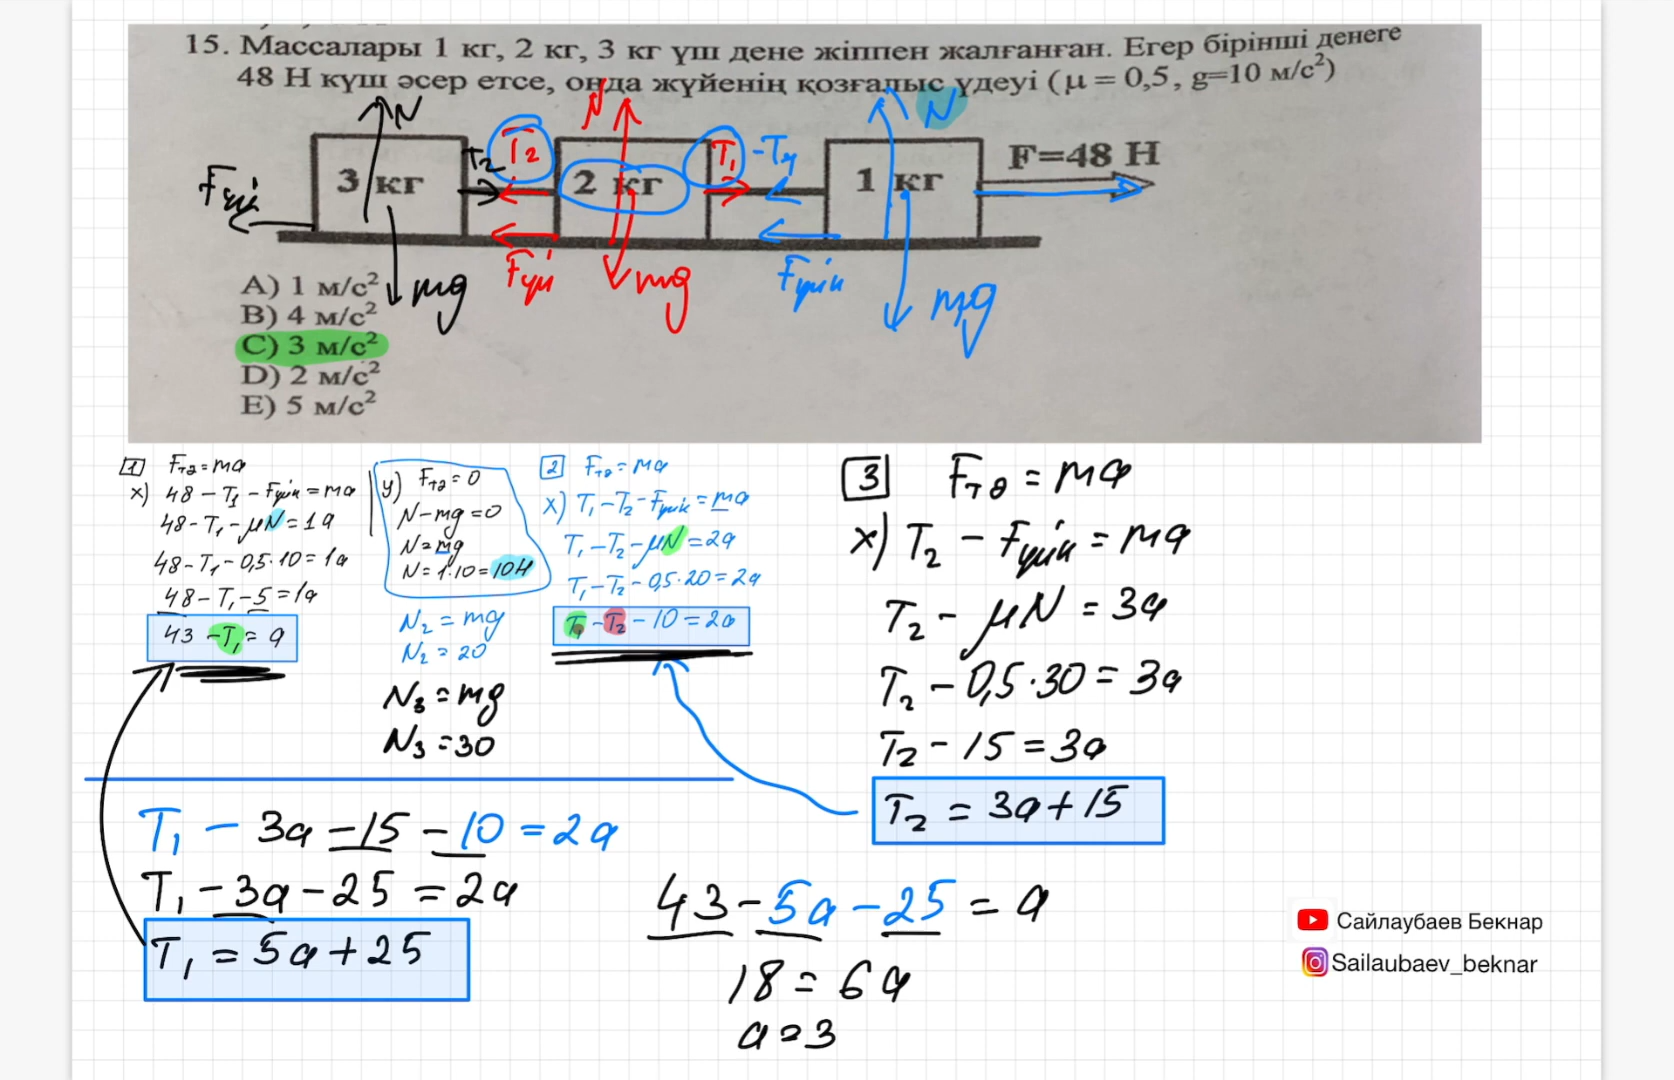 15. Массалары 1 кг, 2 кг, 3 кг үш дене жіппен жалғанған. Егер бірінші денеге
48 Н күш әсер етсе, онда жүйенің қозғалыс үдеуі (μ = 0,5, g=10 м/с²)
N
N
N
T₂
T₂
T₁
-T₁
F=48 Н
Fүйк
3 кг
2 кг
1 кг
Fүй
Fүйк
mg
mg
mg
A) 1 м/с²
B) 4 м/с²
C) 3 м/с²
D) 2 м/с²
E) 5 м/с²
1 Fтә=ma
x) 48 - T₁ - Fүйк = ma
48-T₁-μN=1a
48-T₁-0,5·10=1a
48-T₁-5=1a
43 -T₁= a
y) Fтә=0
N-mg=0
N=mg
N=1·10=10H
N₂=mg
N₂=20
N₃=mg
N₃=30
2 Fтә=ma
x) T₁-T₂-Fүйк=ma
T₁-T₂-μN=2a
T₁-T₂-0,5·20=2a
T₁-T₂-10=2a
3 Fтә=ma
x) T₂ - Fүйк = ma
T₂ - μN = 3a
T₂ - 0,5·30 = 3a
T₂ - 15 = 3a
T₂ = 3a+15
T₁ - 3a - 15 - 10 = 2a
T₁ - 3a - 25 = 2a
T₁ = 5a+25
43 - 5a - 25 = a
18 = 6a
a=3
Сайлаубаев Бекнар
Sailaubaev_beknar